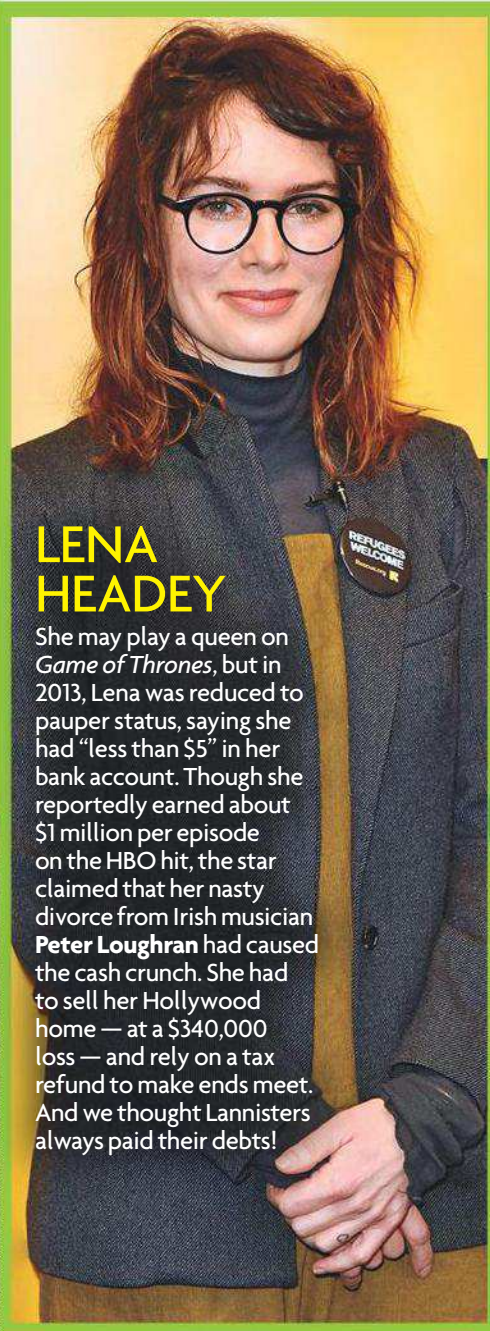 REFUGEES
WELCOME
Rescue.org
LENA
HEADEY
She may play a queen on
Game of Thrones, but in
2013, Lena was reduced to
pauper status, saying she
had “less than $5” in her
bank account. Though she
reportedly earned about
$1 million per episode
on the HBO hit, the star
claimed that her nasty
divorce from Irish musician
Peter Loughran had caused
the cash crunch. She had
to sell her Hollywood
home — at a $340,000
loss — and rely on a tax
refund to make ends meet.
And we thought Lannisters
always paid their debts!